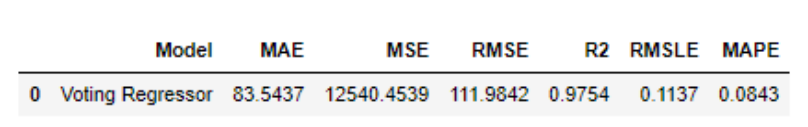 Model MAE MSE RMSE R2 RMSLE MAPE
0 Voting Regressor 83.5437 12540.4539 111.9842 0.9754 0.1137 0.0843